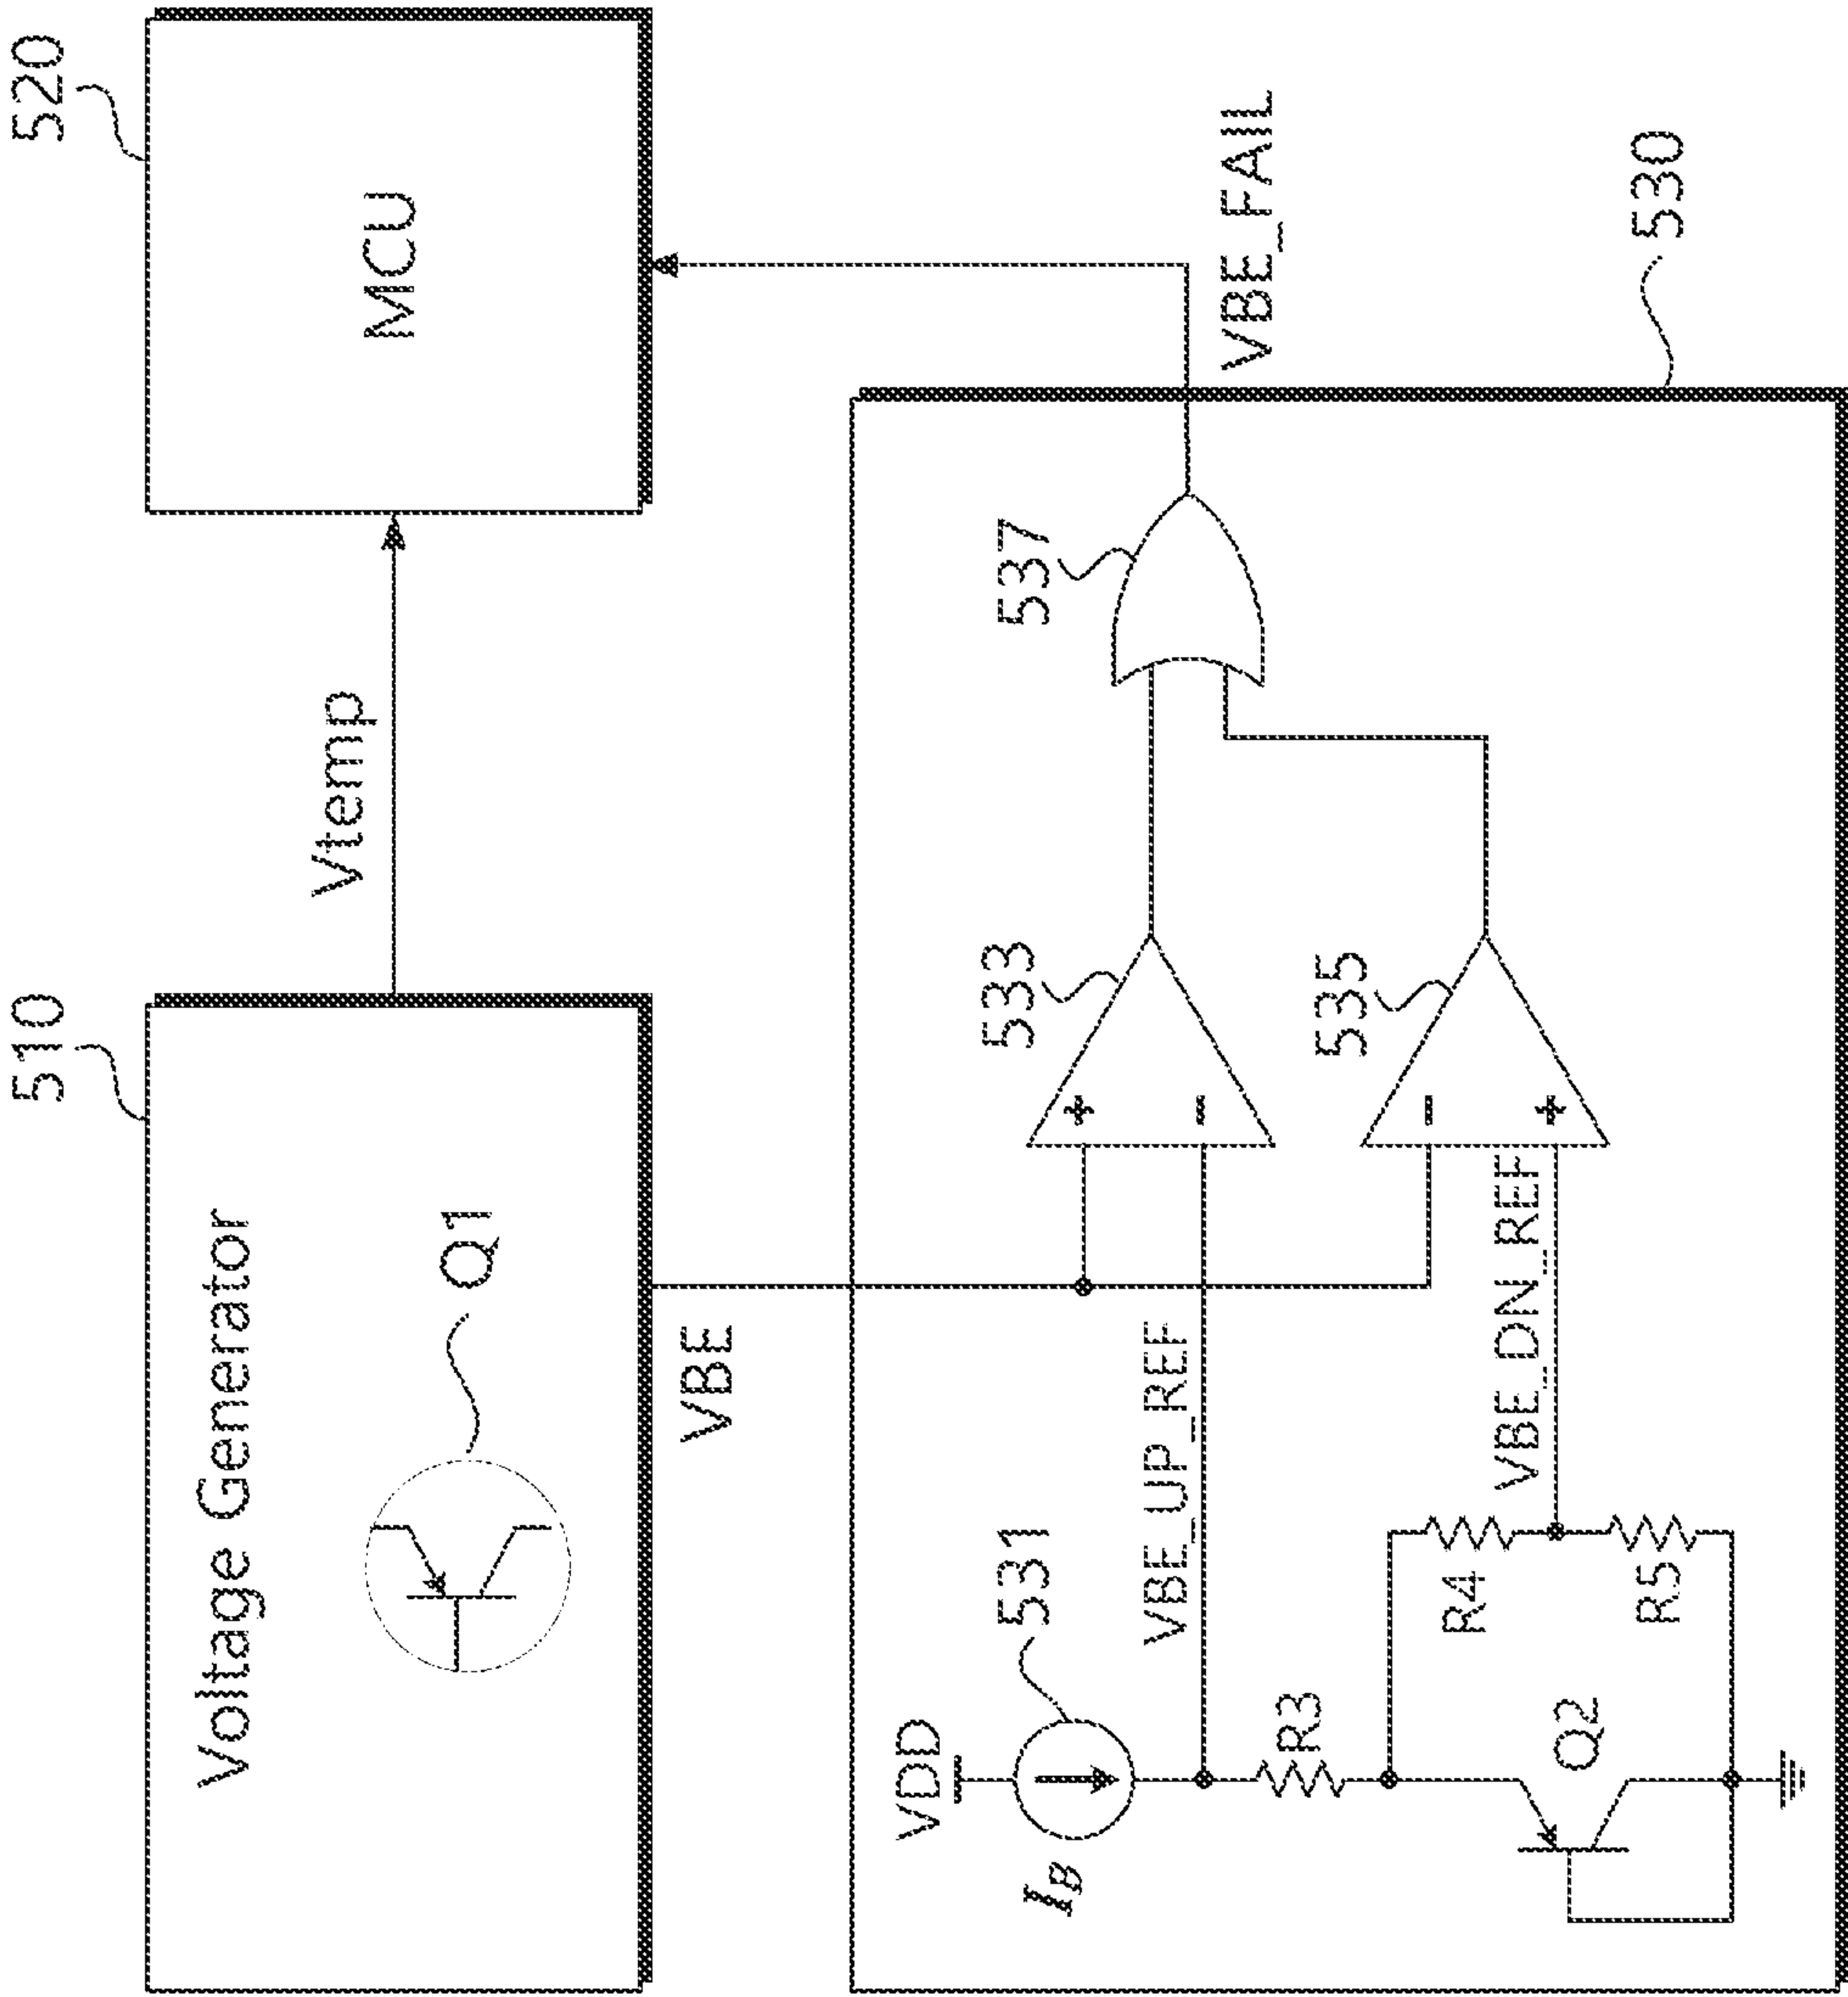 510
520
Voltage Generator
Q1
Vtemp
MCU
VBE
VBE_FAIL
530
VDD
I_B
531
VBE_UP_REF
R3
Q2
R4
R5
VBE_DN_REF
+
−
533
−
+
535
537